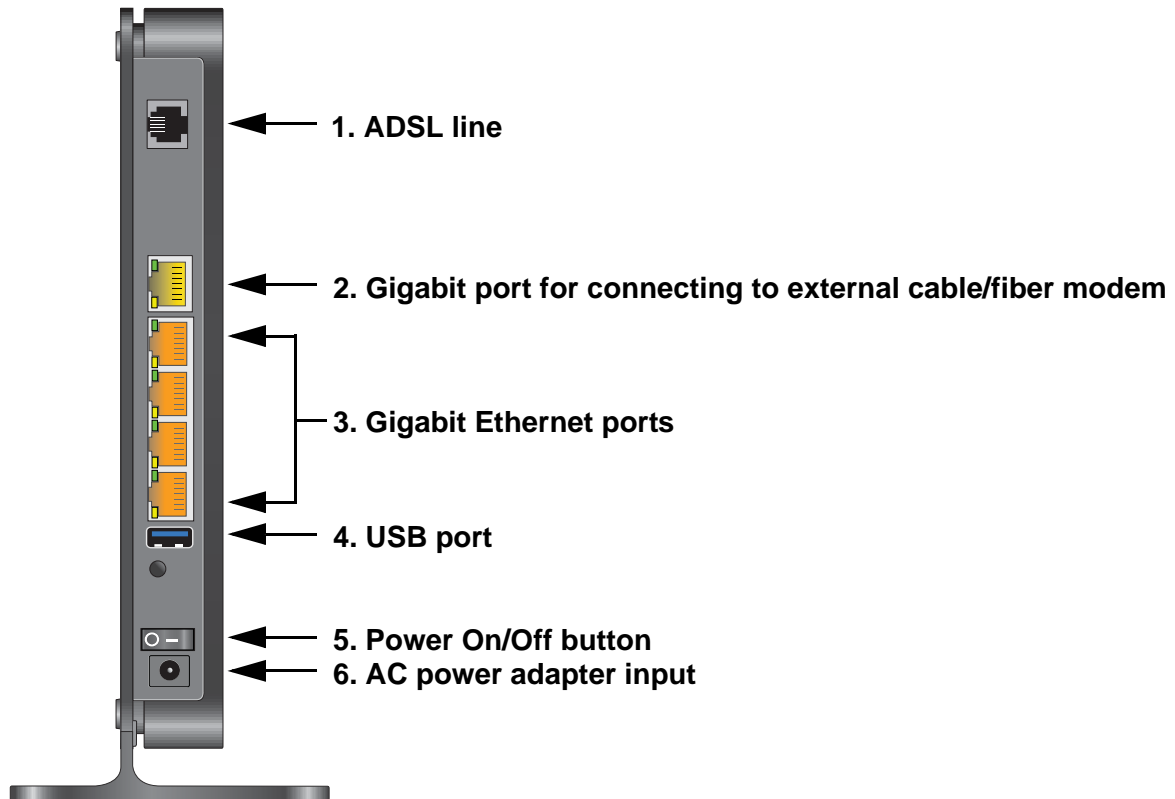 1. ADSL line
2. Gigabit port for connecting to external cable/fiber modem
3. Gigabit Ethernet ports
4. USB port
5. Power On/Off button
6. AC power adapter input